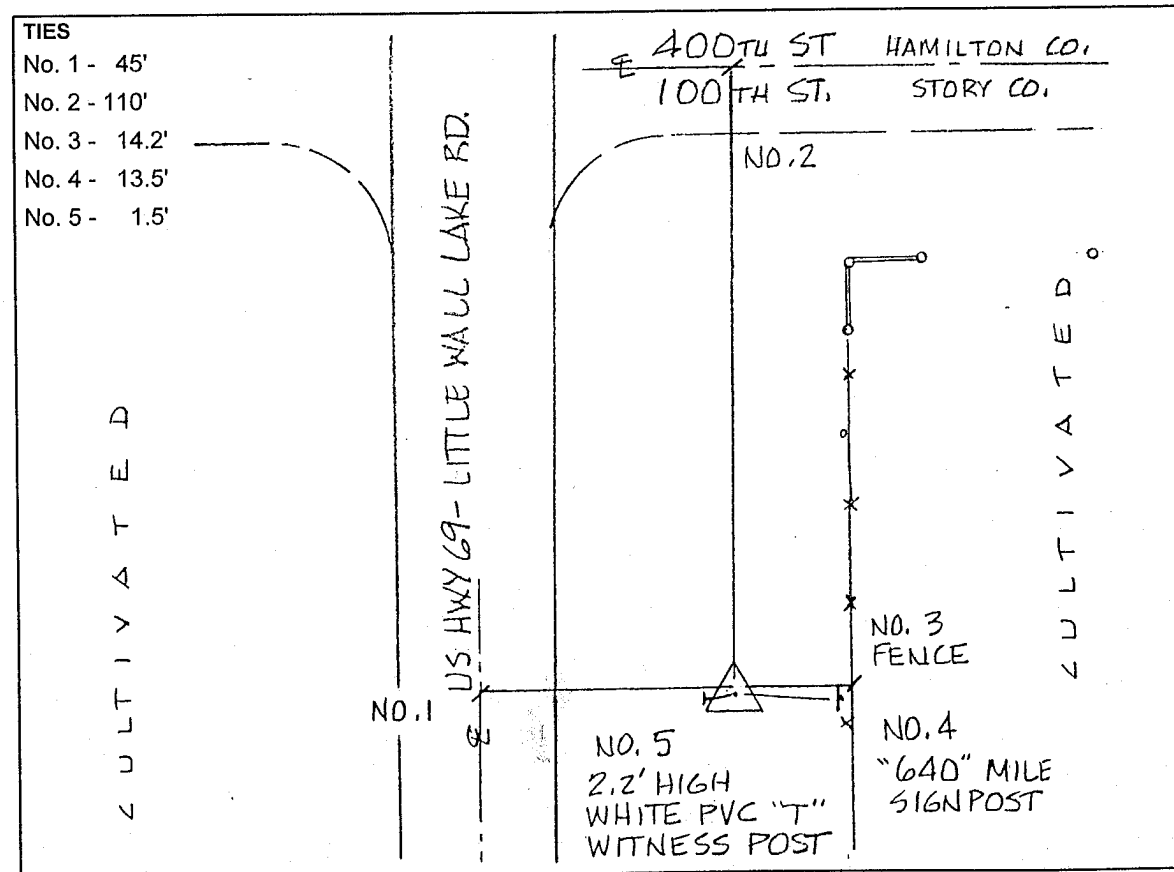 TIES
No. 1 - 45'
No. 2 - 110'
No. 3 - 14.2'
No. 4 - 13.5'
No. 5 - 1.5'
℄ 400TH ST HAMILTON CO.
100TH ST. STORY CO.
NO.2
US HWY 69 - LITTLE WALL LAKE RD.
CULTIVATED
CULTIVATED
NO. 3
FENCE
NO.1
℄
NO. 5
2.2' HIGH
WHITE PVC "T"
WITNESS POST
NO. 4
"640" MILE
SIGNPOST